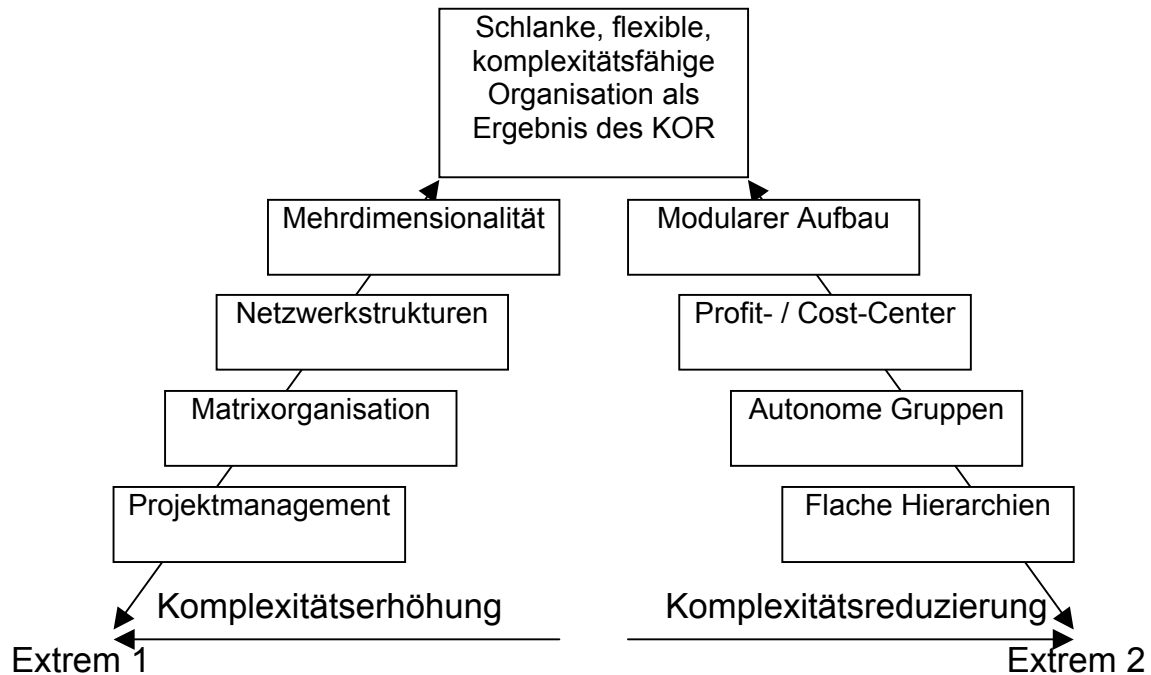 Schlanke, flexible,
komplexitätsfähige
Organisation als
Ergebnis des KOR
Mehrdimensionalität
Modularer Aufbau
Netzwerkstrukturen
Profit- / Cost-Center
Matrixorganisation
Autonome Gruppen
Projektmanagement
Flache Hierarchien
Komplexitätserhöhung
Komplexitätsreduzierung
Extrem 1
Extrem 2